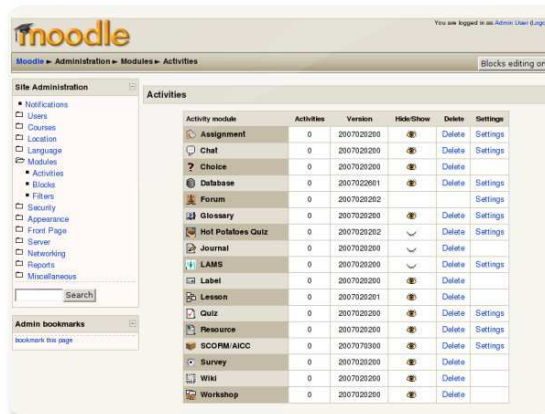 moodle
You are logged in as Admin User (Logo
Moodle ► Administration ► Modules ► Activities
Blocks editing on
Site Administration
Notifications
Users
Courses
Location
Language
Modules
Activities
Blocks
Filters
Security
Appearance
Front Page
Server
Networking
Reports
Miscellaneous
Search
Admin bookmarks
bookmark this page
Activities
Activity module Activities Version Hide/Show Delete Settings
Assignment 0 2007020200 Delete Settings
Chat 0 2007020200 Delete Settings
Choice 0 2007020200 Delete
Database 0 2007022601 Delete Settings
Forum 0 2007020202 Settings
Glossary 0 2007020200 Delete Settings
Hot Potatoes Quiz 0 2007020202 Delete Settings
Journal 0 2007020200 Delete
LAMS 0 2007020200 Delete Settings
Label 0 2007020200 Delete
Lesson 0 2007020201 Delete
Quiz 0 2007020200 Delete Settings
Resource 0 2007020200 Delete Settings
SCORM/AICC 0 2007070300 Delete Settings
Survey 0 2007020200 Delete
Wiki 0 2007020200 Delete
Workshop 0 2007020200 Delete